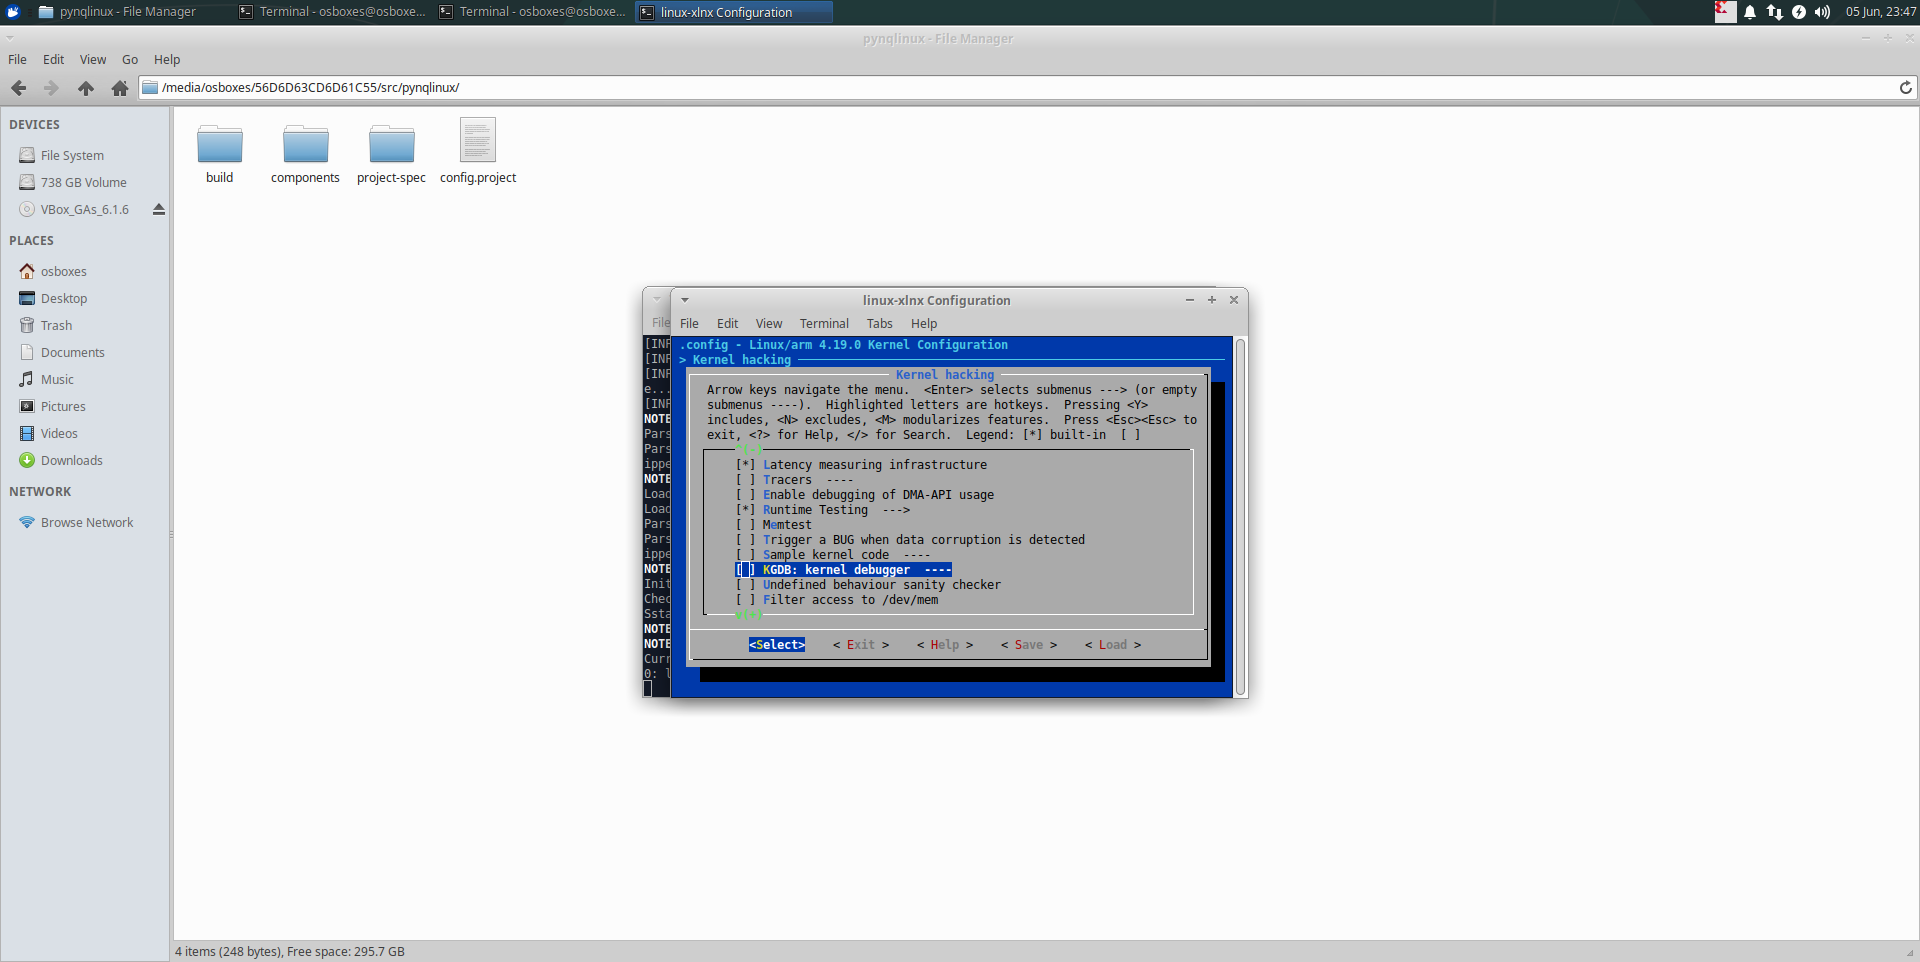 pynqlinux - File Manager
Terminal - osboxes@osboxe...
Terminal - osboxes@osboxe...
linux-xlnx Configuration
05 Jun, 23:47
pynqlinux - File Manager
File Edit View Go Help
/media/osboxes/56D6D63CD6D61C55/src/pynqlinux/
DEVICES
File System
738 GB Volume
VBox_GAs_6.1.6
PLACES
osboxes
Desktop
Trash
Documents
Music
Pictures
Videos
Downloads
NETWORK
Browse Network
build
components
project-spec
config.project
File
[INF
[INF
[INF
e...
[INF
NOTE
Pars
Pars
ippe
NOTE
Load
Load
Pars
Pars
ippe
NOTE
Init
Chec
Ssta
NOTE
NOTE
Curr
0: l
linux-xlnx Configuration
File Edit View Terminal Tabs Help
.config - Linux/arm 4.19.0 Kernel Configuration
> Kernel hacking
Kernel hacking
Arrow keys navigate the menu.  <Enter> selects submenus ---> (or empty
submenus ----).  Highlighted letters are hotkeys.  Pressing <Y>
includes, <N> excludes, <M> modularizes features.  Press <Esc><Esc> to
exit, <?> for Help, </> for Search.  Legend: [*] built-in  [ ]
^(-)
[*] Latency measuring infrastructure
[ ] Tracers  ----
[ ] Enable debugging of DMA-API usage
[*] Runtime Testing  --->
[ ] Memtest
[ ] Trigger a BUG when data corruption is detected
[ ] Sample kernel code  ----
[ ] KGDB: kernel debugger  ----
[ ] Undefined behaviour sanity checker
[ ] Filter access to /dev/mem
v(+)
<Select>    < Exit >    < Help >    < Save >    < Load >
4 items (248 bytes), Free space: 295.7 GB